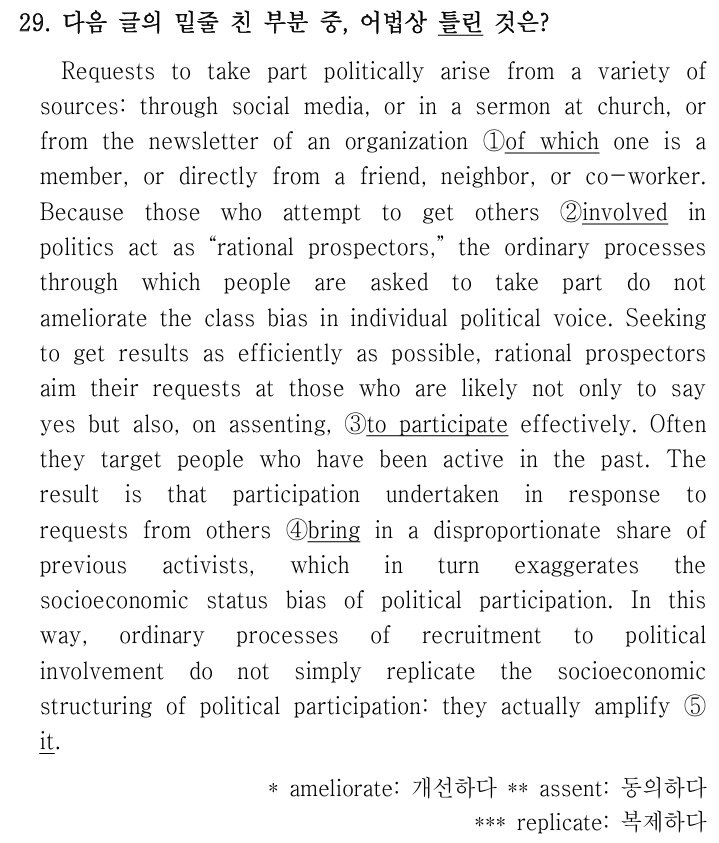 29. 다음 글의 밑줄 친 부분 중, 어법상 틀린 것은?
Requests to take part politically arise from a variety of
sources: through social media, or in a sermon at church, or
from the newsletter of an organization ①of which one is a
member, or directly from a friend, neighbor, or co-worker.
Because those who attempt to get others ②involved in
politics act as “rational prospectors,” the ordinary processes
through which people are asked to take part do not
ameliorate the class bias in individual political voice. Seeking
to get results as efficiently as possible, rational prospectors
aim their requests at those who are likely not only to say
yes but also, on assenting, ③to participate effectively. Often
they target people who have been active in the past. The
result is that participation undertaken in response to
requests from others ④bring in a disproportionate share of
previous activists, which in turn exaggerates the
socioeconomic status bias of political participation. In this
way, ordinary processes of recruitment to political
involvement do not simply replicate the socioeconomic
structuring of political participation: they actually amplify ⑤
it.
* ameliorate: 개선하다 ** assent: 동의하다
*** replicate: 복제하다